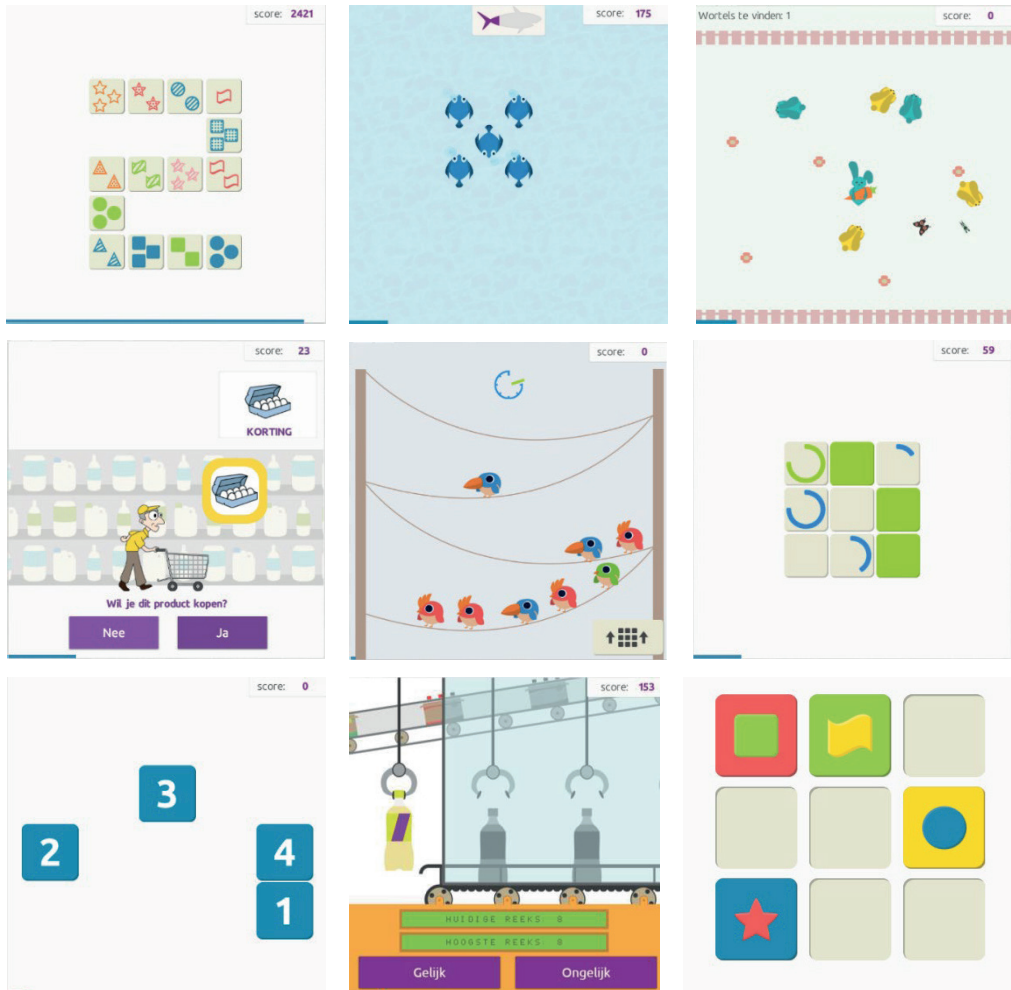 score: 2421
score: 175
Wortels te vinden: 1
score: 0
score: 23
KORTING
Wil je dit product kopen?
Nee
Ja
score: 0
score: 59
score: 0
3
2
4
1
score: 153
HUIDIGE REEKS: 8
HOOGSTE REEKS: 8
Gelijk
Ongelijk